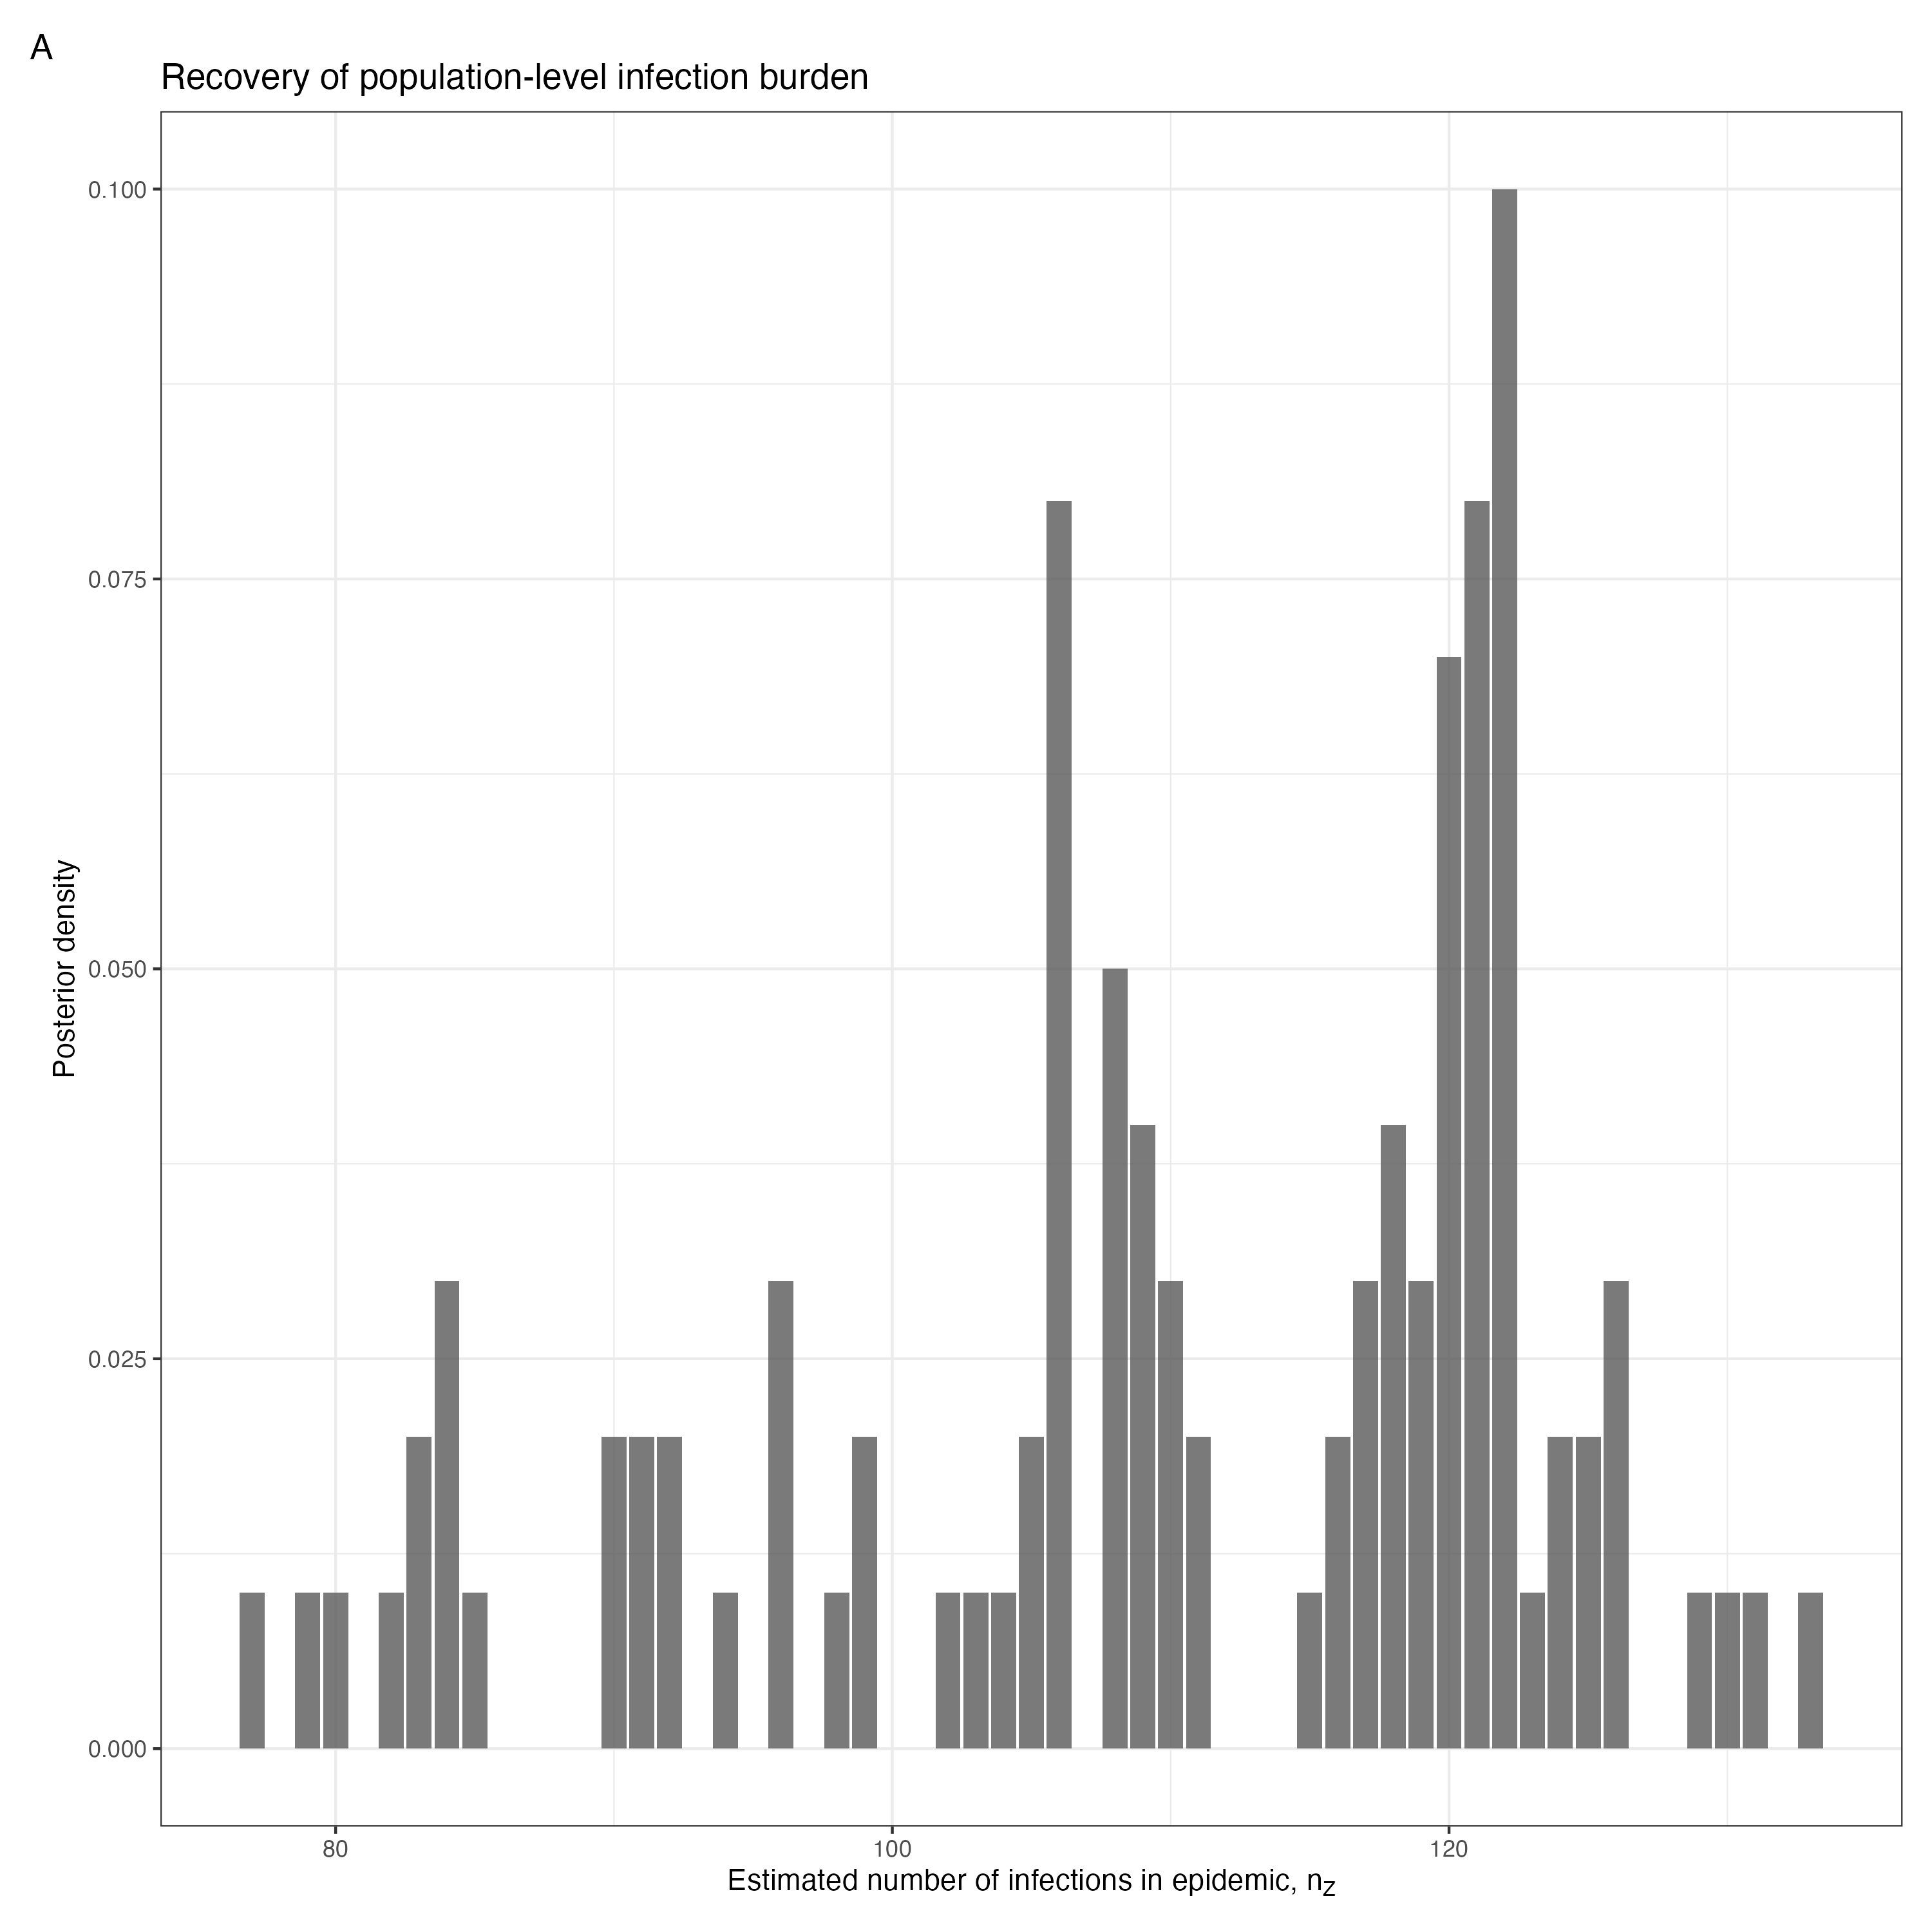 A
Recovery of population-level infection burden
0.100
0.075
0.050
0.025
0.000
Posterior density
80 100 120
Estimated number of infections in epidemic, nZ